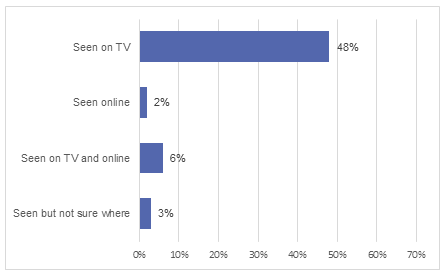 Seen on TV 48%
Seen online 2%
Seen on TV and online 6%
Seen but not sure where 3%
0% 10% 20% 30% 40% 50% 60% 70%